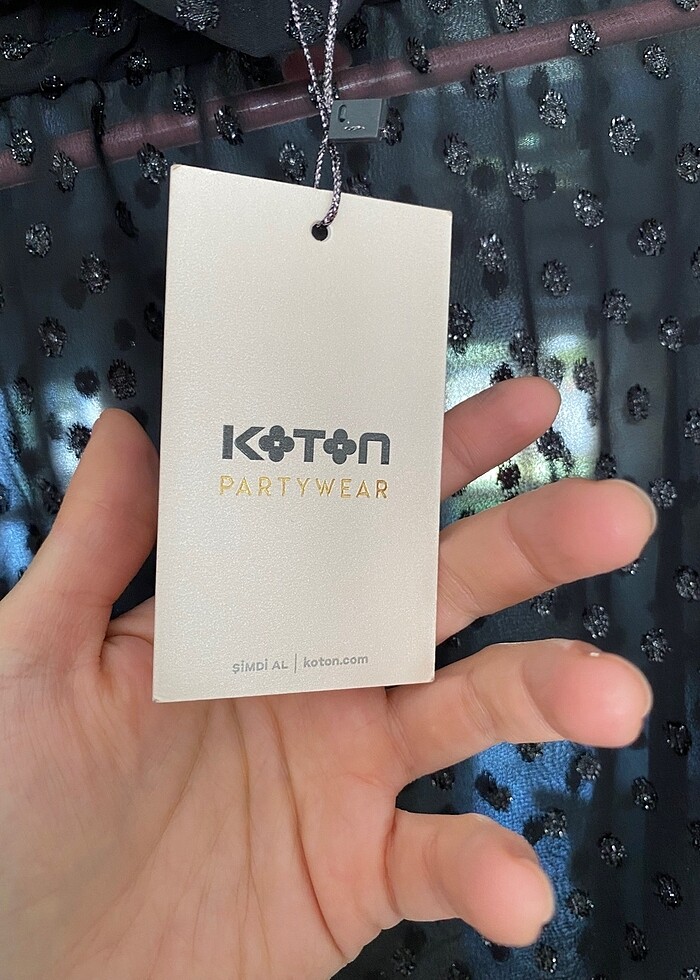 KOTON
PARTYWEAR
ŞİMDİ AL | koton.com